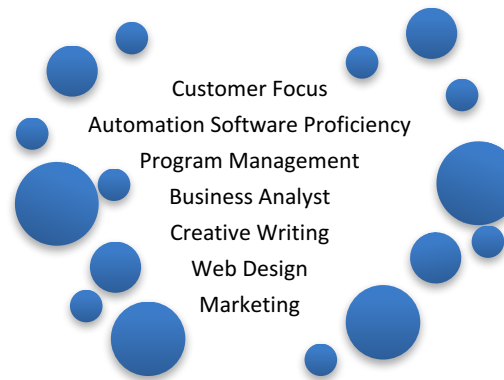 Customer Focus
Automation Software Proficiency
Program Management
Business Analyst
Creative Writing
Web Design
Marketing